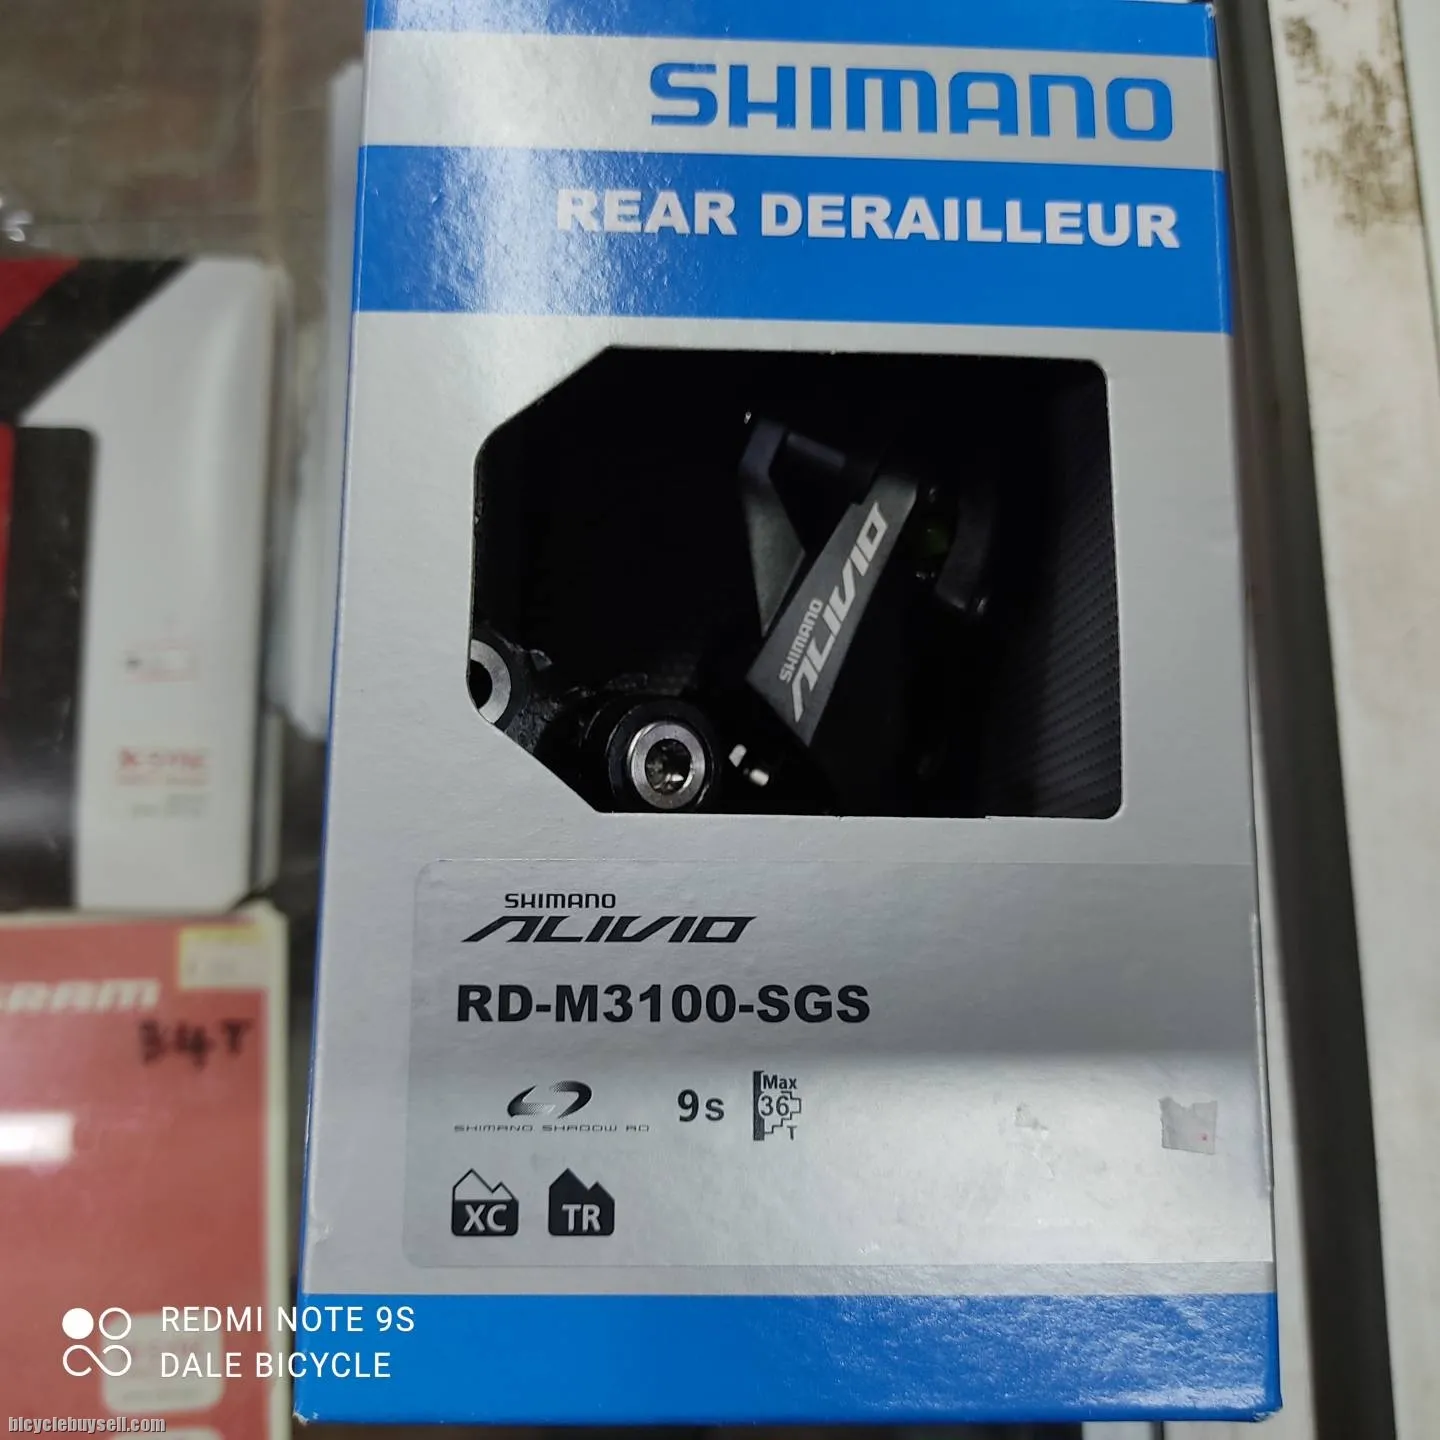 SHIMANO
REAR DERAILLEUR
SHIMANO
ALIVIO
SHIMANO
ALIVIO
RD-M3100-SGS
SHIMANO SHADOW RD
9s
Max
36
T
XC
TR
SRAM
34T
REDMI NOTE 9S
DALE BICYCLE
bicyclebuysell.com